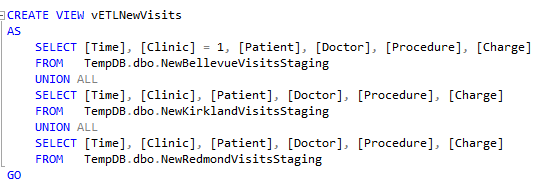 CREATE VIEW vETLNewVisits
AS
SELECT [Time], [Clinic] = 1, [Patient], [Doctor], [Procedure], [Charge]
FROM TempDB.dbo.NewBellevueVisitsStaging
UNION ALL
SELECT [Time], [Clinic], [Patient], [Doctor], [Procedure], [Charge]
FROM TempDB.dbo.NewKirklandVisitsStaging
UNION ALL
SELECT [Time], [Clinic], [Patient], [Doctor], [Procedure], [Charge]
FROM TempDB.dbo.NewRedmondVisitsStaging
GO